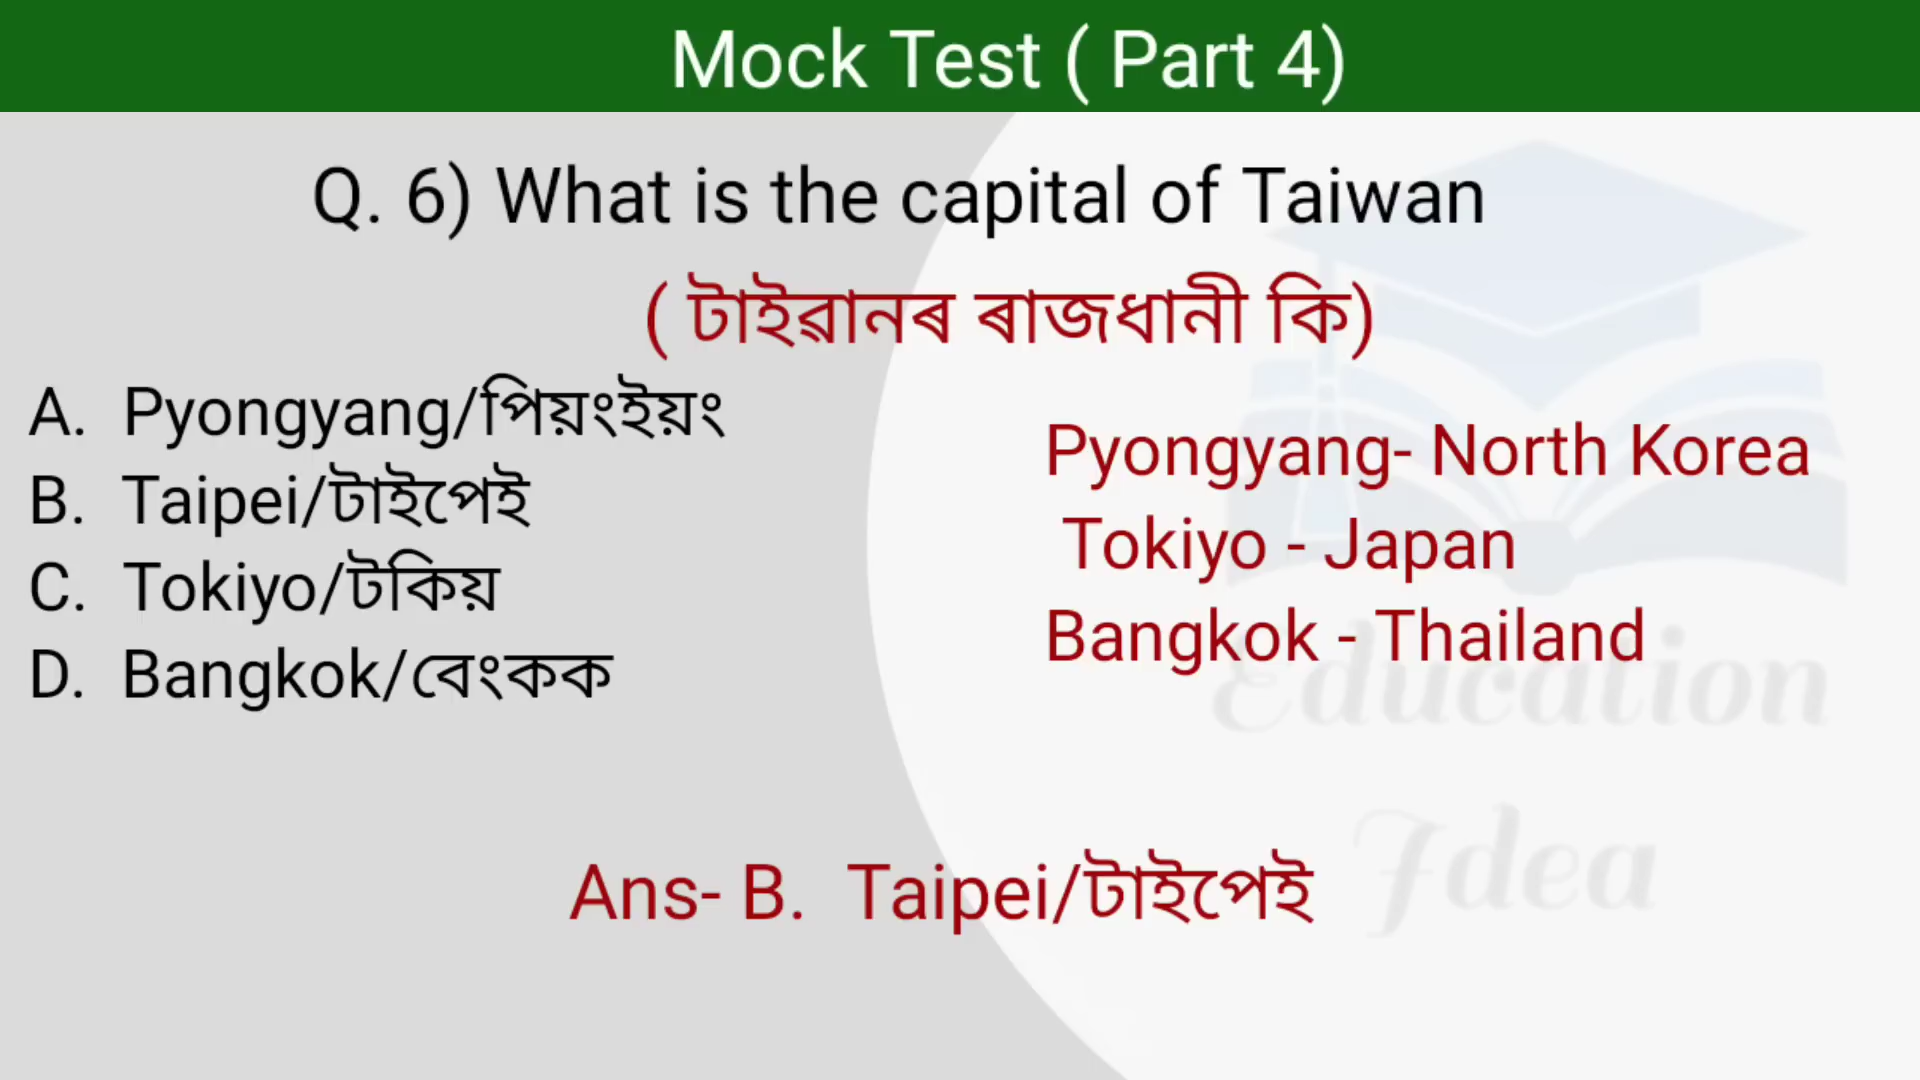 Mock Test ( Part 4)
Q. 6) What is the capital of Taiwan
( টাইৱানৰ ৰাজধানী কি)
A. Pyongyang/পিয়ংইয়ং
B. Taipei/টাইপেই
C. Tokiyo/টকিয়
D. Bangkok/বেংকক
Pyongyang- North Korea
Tokiyo - Japan
Bangkok - Thailand
Education
Idea
Ans- B. Taipei/টাইপেই